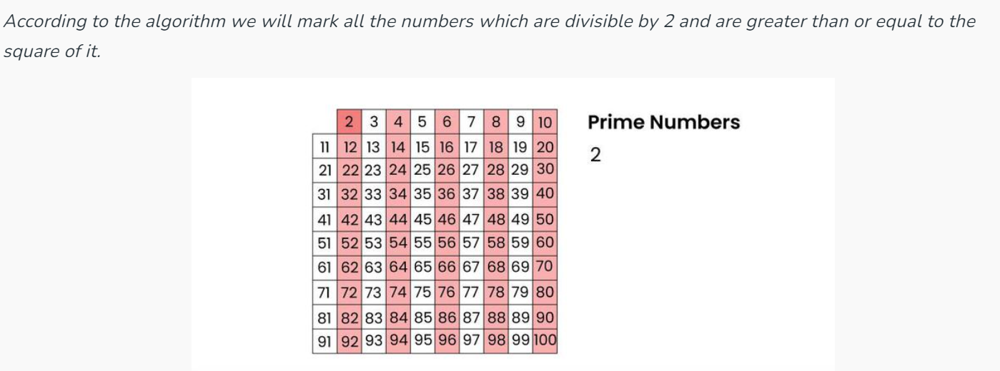 According to the algorithm we will mark all the numbers which are divisible by 2 and are greater than or equal to the
square of it.
2 3 4 5 6 7 8 9 10
11 12 13 14 15 16 17 18 19 20
21 22 23 24 25 26 27 28 29 30
31 32 33 34 35 36 37 38 39 40
41 42 43 44 45 46 47 48 49 50
51 52 53 54 55 56 57 58 59 60
61 62 63 64 65 66 67 68 69 70
71 72 73 74 75 76 77 78 79 80
81 82 83 84 85 86 87 88 89 90
91 92 93 94 95 96 97 98 99 100
Prime Numbers
2